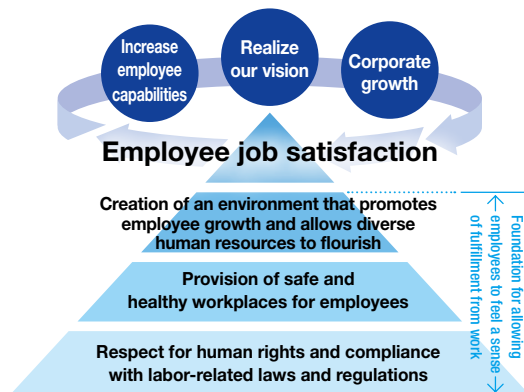 Increase
employee
capabilities
Realize
our vision
Corporate
growth
Employee job satisfaction
Creation of an environment that promotes
employee growth and allows diverse
human resources to flourish
Provision of safe and
healthy workplaces for employees
Respect for human rights and compliance
with labor-related laws and regulations
Foundation for allowing
employees to feel a sense
of fulfillment from work